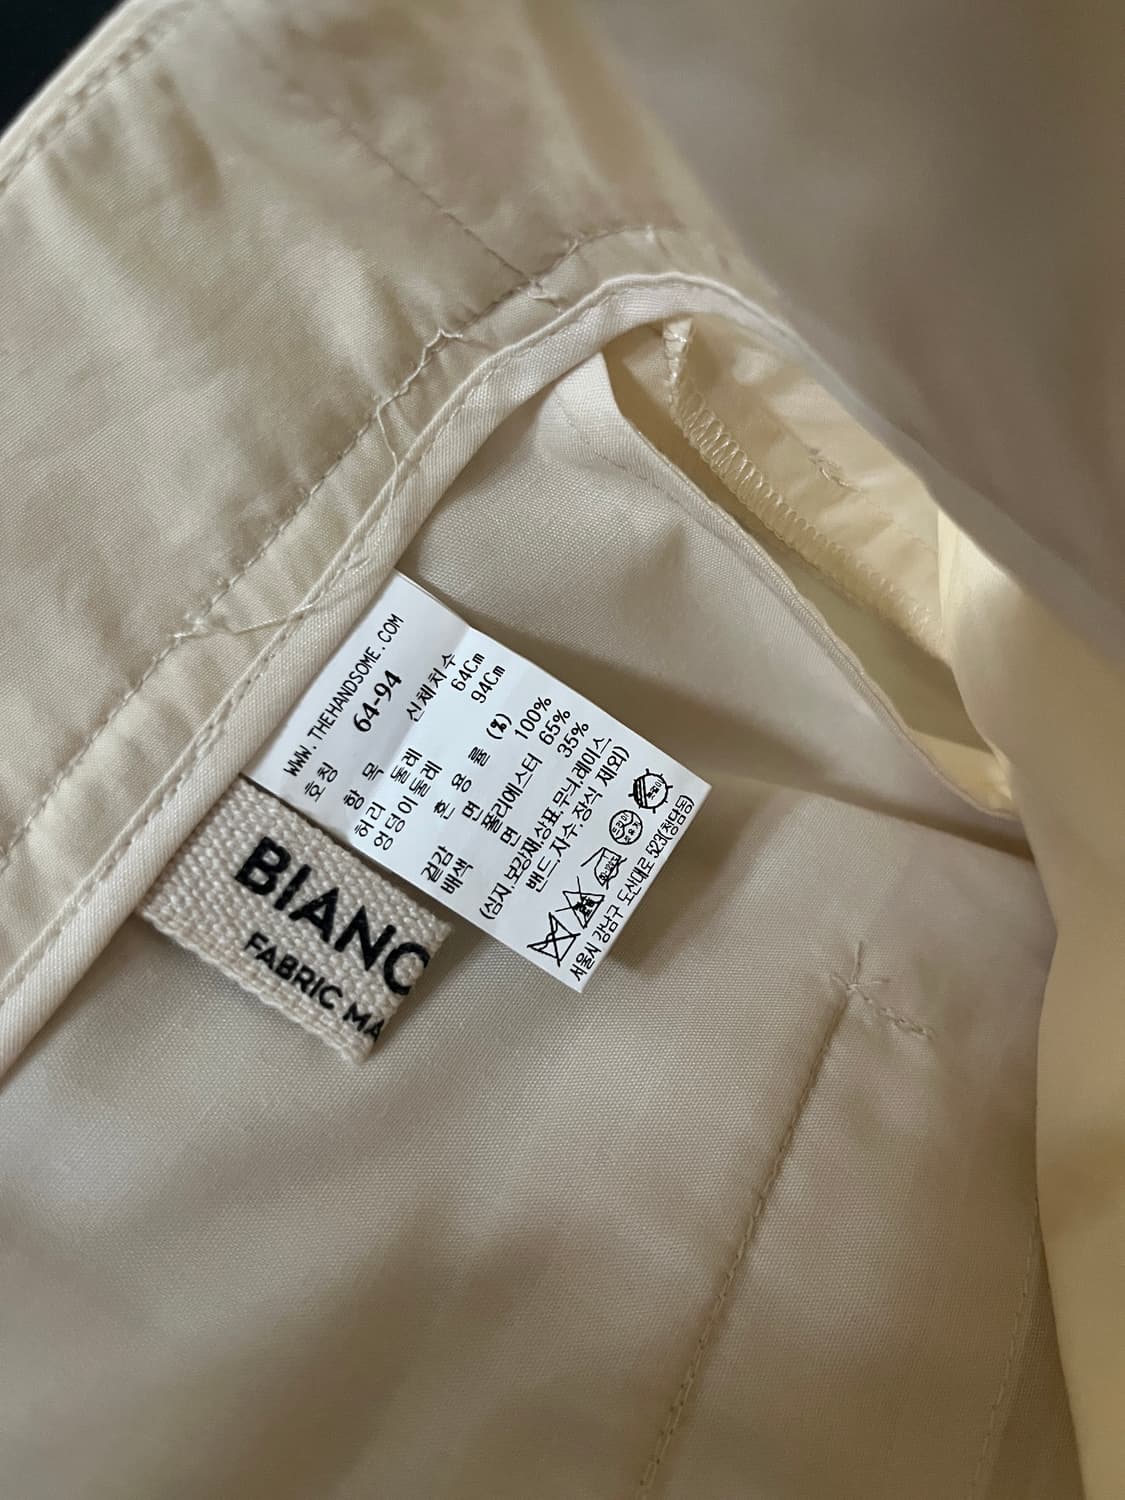 WWW.THEHANDSOME.COM
호칭 64-94
항 목 신체치수
허리 둘레 64Cm
엉덩이 둘레 94Cm
혼 용 율 (%)
겉감 면 100%
배색 폴리에스터 65%
면 35%
(심지,보강재,상표,무늬,레이스,
밴드,자수,장식 제외)
드라이
서울시 강남구 도산대로 523(청담동)
BIANC
FABRIC MA